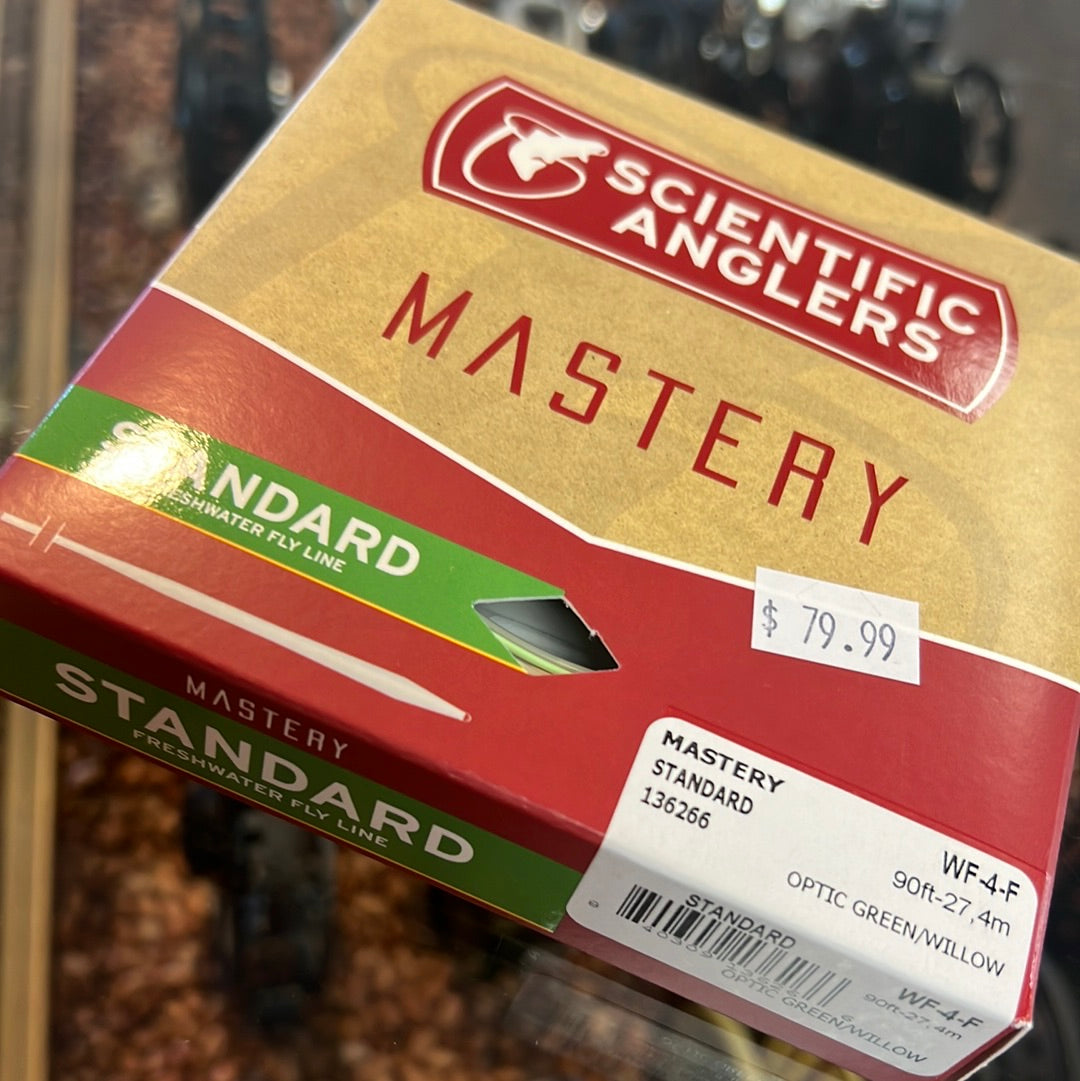 SCIENTIFIC
ANGLERS
MASTERY
STANDARD
FRESHWATER FLY LINE
$ 79.99
MASTERY
STANDARD
FRESHWATER FLY LINE
MASTERY
STANDARD
136266
WF-4-F
90ft-27,4m
OPTIC GREEN/WILLOW
STANDARD
WF-4-F
90ft-27,4m
OPTIC GREEN/WILLOW